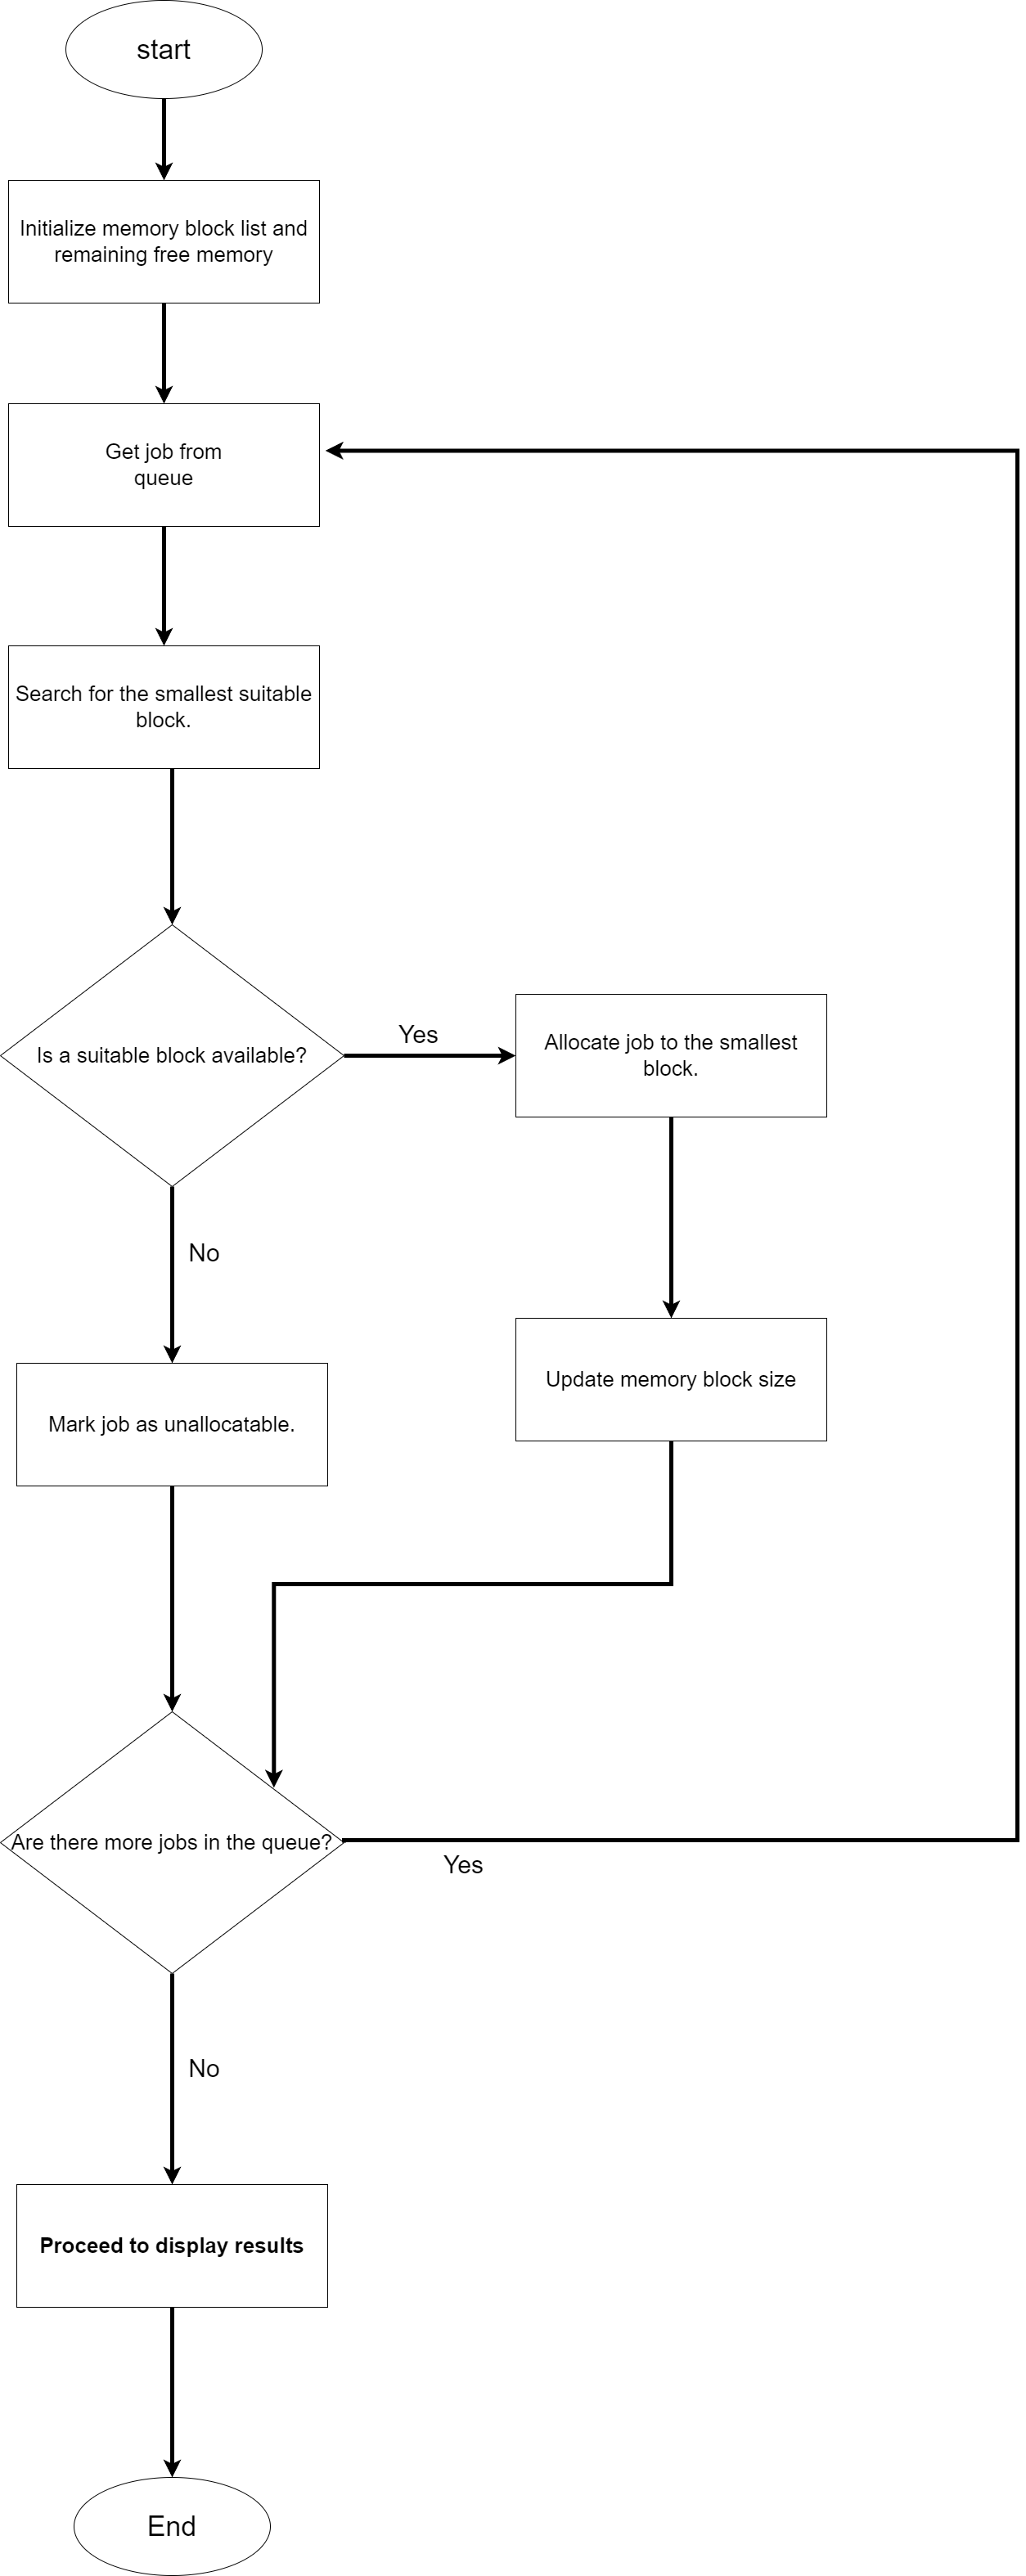 start
Initialize memory block list and
remaining free memory
Get job from
queue
Search for the smallest suitable
block.
Is a suitable block available?
Yes
Allocate job to the smallest
block.
No
Update memory block size
Mark job as unallocatable.
Are there more jobs in the queue?
Yes
No
Proceed to display results
End